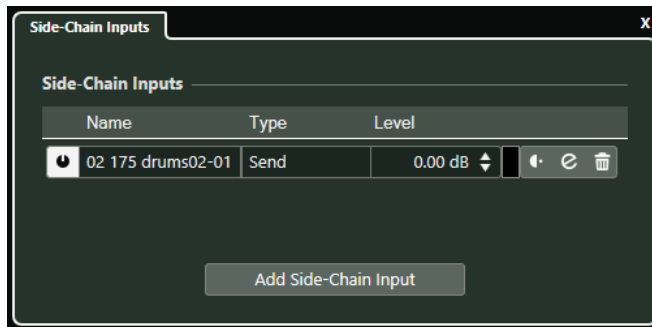 Side-Chain Inputs X
Side-Chain Inputs
Name Type Level
02 175 drums02-01 Send 0.00 dB
Add Side-Chain Input